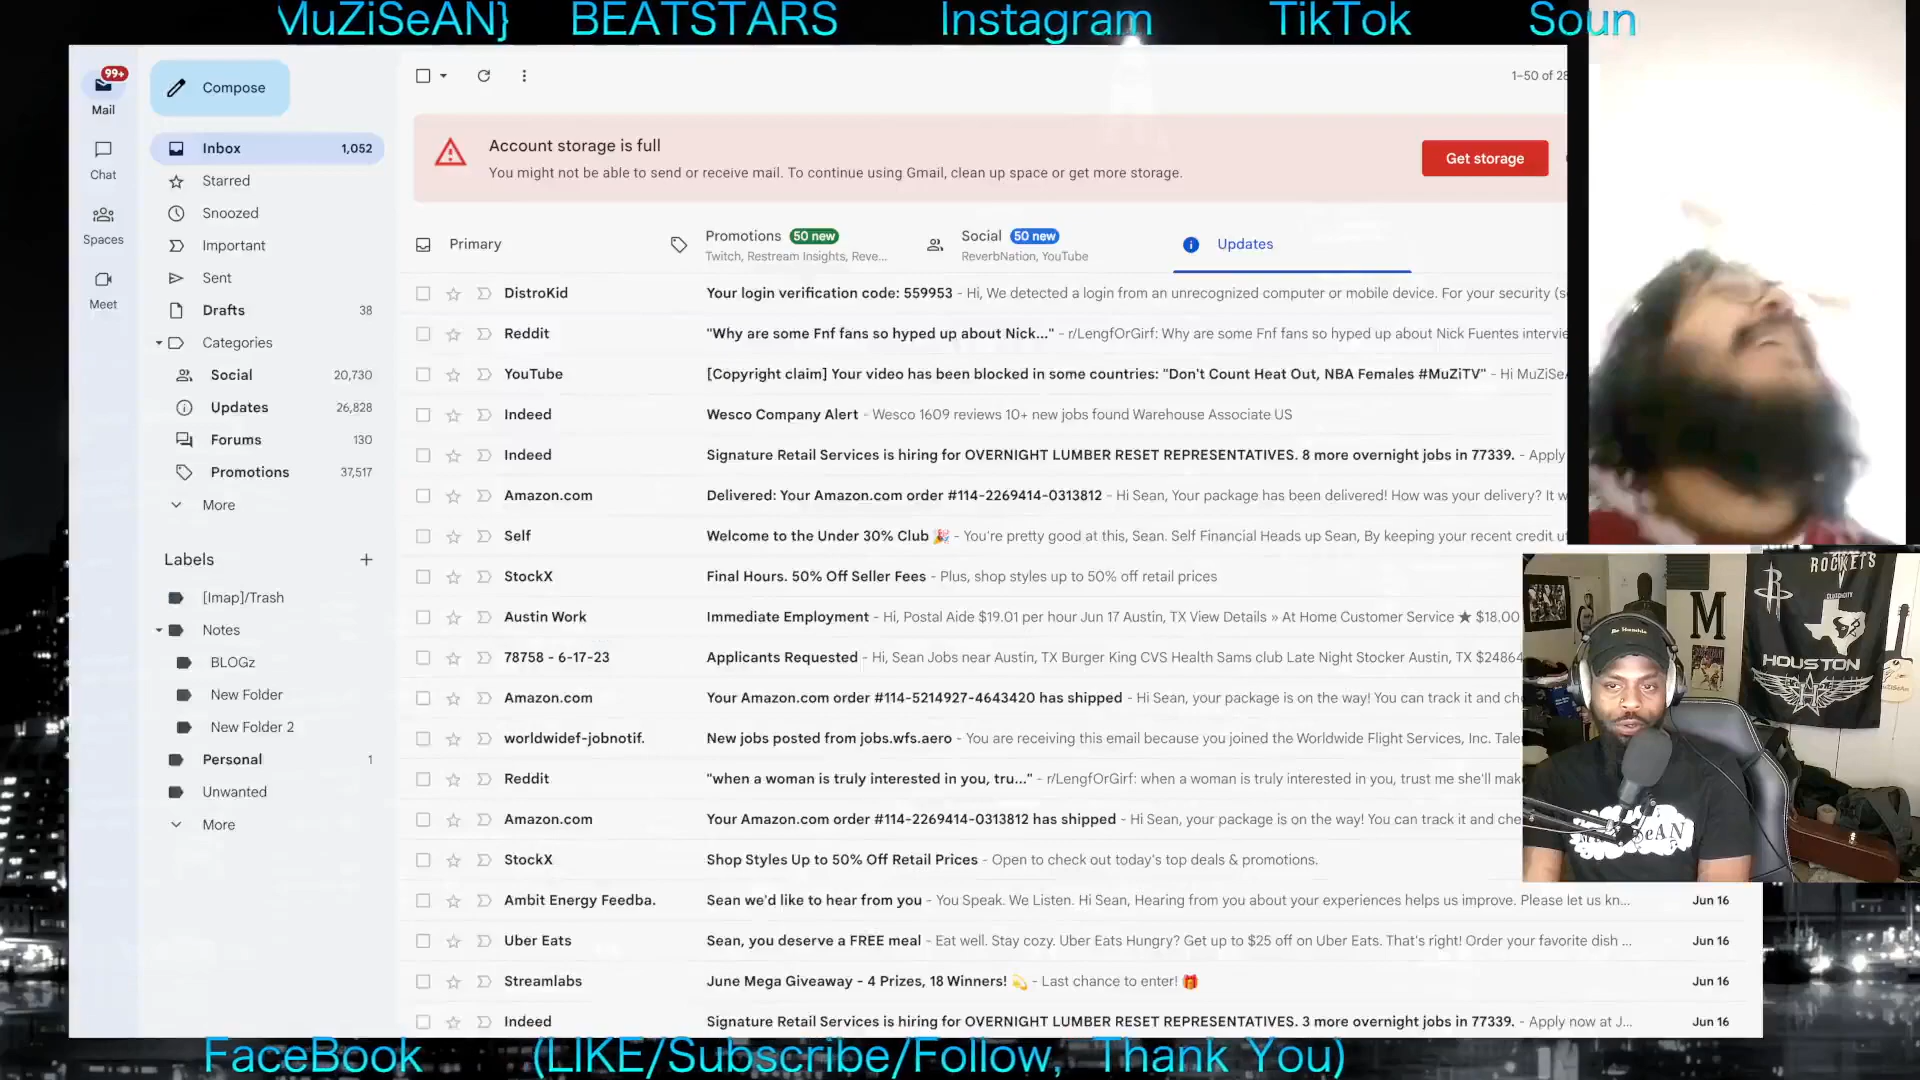 MuZiSeAN} BEATSTARS Instagram TikTok Soun
99+
Mail
Chat
Spaces
Meet
Compose
Inbox 1,052
Starred
Snoozed
Important
Sent
Drafts 38
Categories
Social 20,730
Updates 26,828
Forums 130
Promotions 37,517
More
Labels
[Imap]/Trash
Notes
BLOGz
New Folder
New Folder 2
Personal 1
Unwanted
More
1–50 of 28
Account storage is full
You might not be able to send or receive mail. To continue using Gmail, clean up space or get more storage.
Get storage
Primary
Promotions 50 new
Twitch, Restream Insights, Reve...
Social 50 new
ReverbNation, YouTube
Updates
DistroKid Your login verification code: 559953 - Hi, We detected a login from an unrecognized computer or mobile device. For your security (s
Reddit "Why are some Fnf fans so hyped up about Nick..." - r/LengfOrGirf: Why are some Fnf fans so hyped up about Nick Fuentes intervie
YouTube [Copyright claim] Your video has been blocked in some countries: "Don't Count Heat Out, NBA Females #MuZiTV" - Hi MuZiSeA
Indeed Wesco Company Alert - Wesco 1609 reviews 10+ new jobs found Warehouse Associate US
Indeed Signature Retail Services is hiring for OVERNIGHT LUMBER RESET REPRESENTATIVES. 8 more overnight jobs in 77339. - Apply
Amazon.com Delivered: Your Amazon.com order #114-2269414-0313812 - Hi Sean, Your package has been delivered! How was your delivery? It w
Self Welcome to the Under 30% Club 🎉 - You're pretty good at this, Sean. Self Financial Heads up Sean, By keeping your recent credit u
StockX Final Hours. 50% Off Seller Fees - Plus, shop styles up to 50% off retail prices
Austin Work Immediate Employment - Hi, Postal Aide $19.01 per hour Jun 17 Austin, TX View Details » At Home Customer Service ★ $18.00
78758 - 6-17-23 Applicants Requested - Hi, Sean Jobs near Austin, TX Burger King CVS Health Sams club Late Night Stocker Austin, TX $24864
Amazon.com Your Amazon.com order #114-5214927-4643420 has shipped - Hi Sean, your package is on the way! You can track it and ch
worldwidef-jobnotif. New jobs posted from jobs.wfs.aero - You are receiving this email because you joined the Worldwide Flight Services, Inc. Tale
Reddit "when a woman is truly interested in you, tru..." - r/LengfOrGirf: when a woman is truly interested in you, trust me she'll mak
Amazon.com Your Amazon.com order #114-2269414-0313812 has shipped - Hi Sean, your package is on the way! You can track it and che
StockX Shop Styles Up to 50% Off Retail Prices - Open to check out today's top deals & promotions.
Ambit Energy Feedba. Sean we'd like to hear from you - You Speak. We Listen. Hi Sean, Hearing from you about your experiences helps us improve. Please let us kn... Jun 16
Uber Eats Sean, you deserve a FREE meal - Eat well. Stay cozy. Uber Eats Hungry? Get up to $25 off on Uber Eats. That's right! Order your favorite dish ... Jun 16
Streamlabs June Mega Giveaway - 4 Prizes, 18 Winners! 💫 - Last chance to enter! 🎁 Jun 16
Indeed Signature Retail Services is hiring for OVERNIGHT LUMBER RESET REPRESENTATIVES. 3 more overnight jobs in 77339. - Apply now at J... Jun 16
ROCKETS
M
HOUSTON
Be Humble
FaceBook (LIKE/Subscribe/Follow, Thank You)